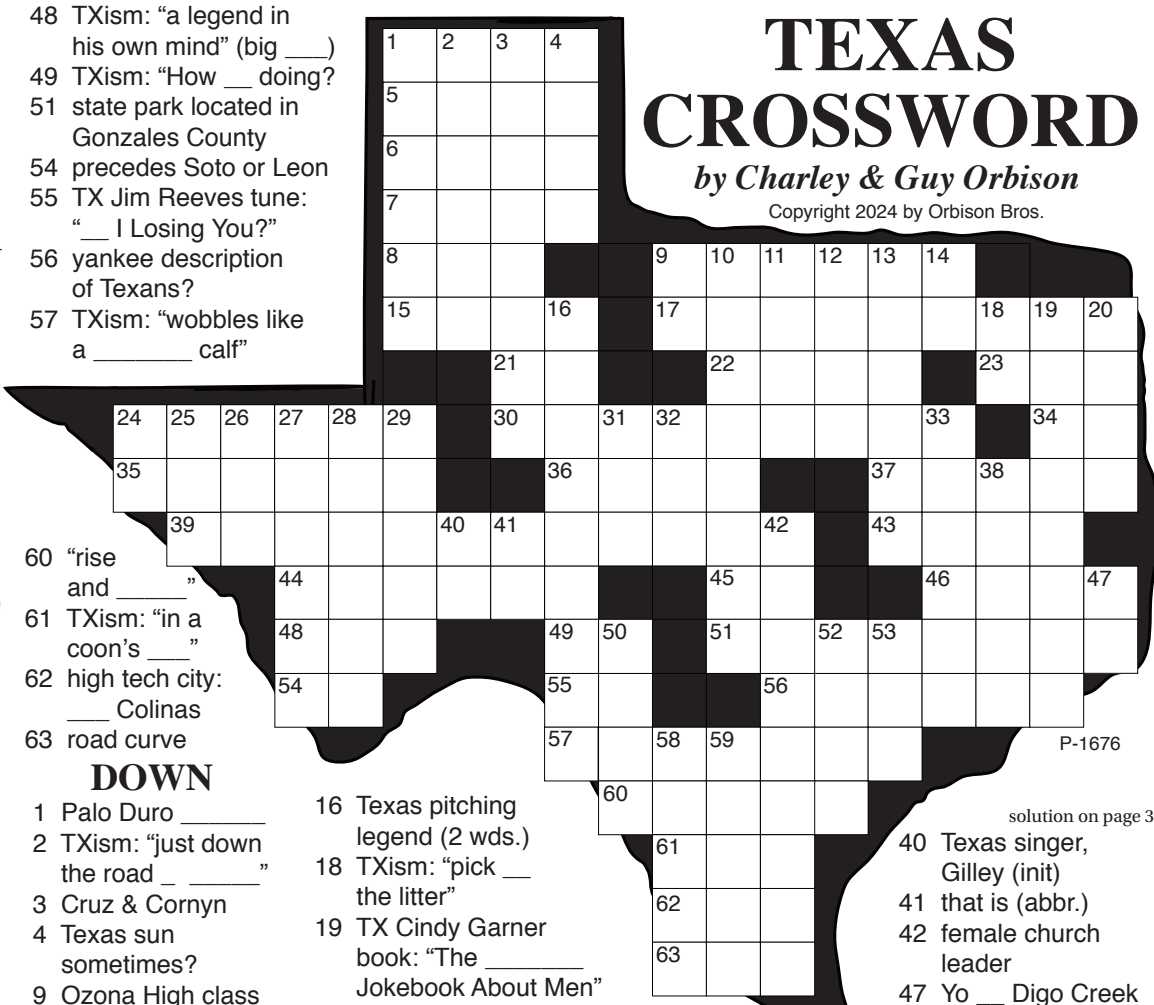 48 TXism: “a legend in
his own mind” (big ___)
49 TXism: “How __ doing?
51 state park located in
Gonzales County
54 precedes Soto or Leon
55 TX Jim Reeves tune:
“__ I Losing You?”
56 yankee description
of Texans?
57 TXism: “wobbles like
a _______ calf”
60 “rise
and _____”
61 TXism: “in a
coon’s ___”
62 high tech city:
___ Colinas
63 road curve
TEXAS
CROSSWORD
by Charley & Guy Orbison
Copyright 2024 by Orbison Bros.
1 2 3 4
5
6
7
8 9 10 11 12 13 14
15 16 17 18 19 20
21 22 23
24 25 26 27 28 29 30 31 32 33 34
35 36 37 38
39 40 41 42 43
44 45 46 47
48 49 50 51 52 53
54 55 56
57 58 59
60
61
62
63
P-1676
solution on page 3
DOWN
1 Palo Duro ______
2 TXism: “just down
the road _ _____”
3 Cruz & Cornyn
4 Texas sun
sometimes?
9 Ozona High class
16 Texas pitching
legend (2 wds.)
18 TXism: “pick __
the litter”
19 TX Cindy Garner
book: “The _______
Jokebook About Men”
40 Texas singer,
Gilley (init)
41 that is (abbr.)
42 female church
leader
47 Yo __ Digo Creek